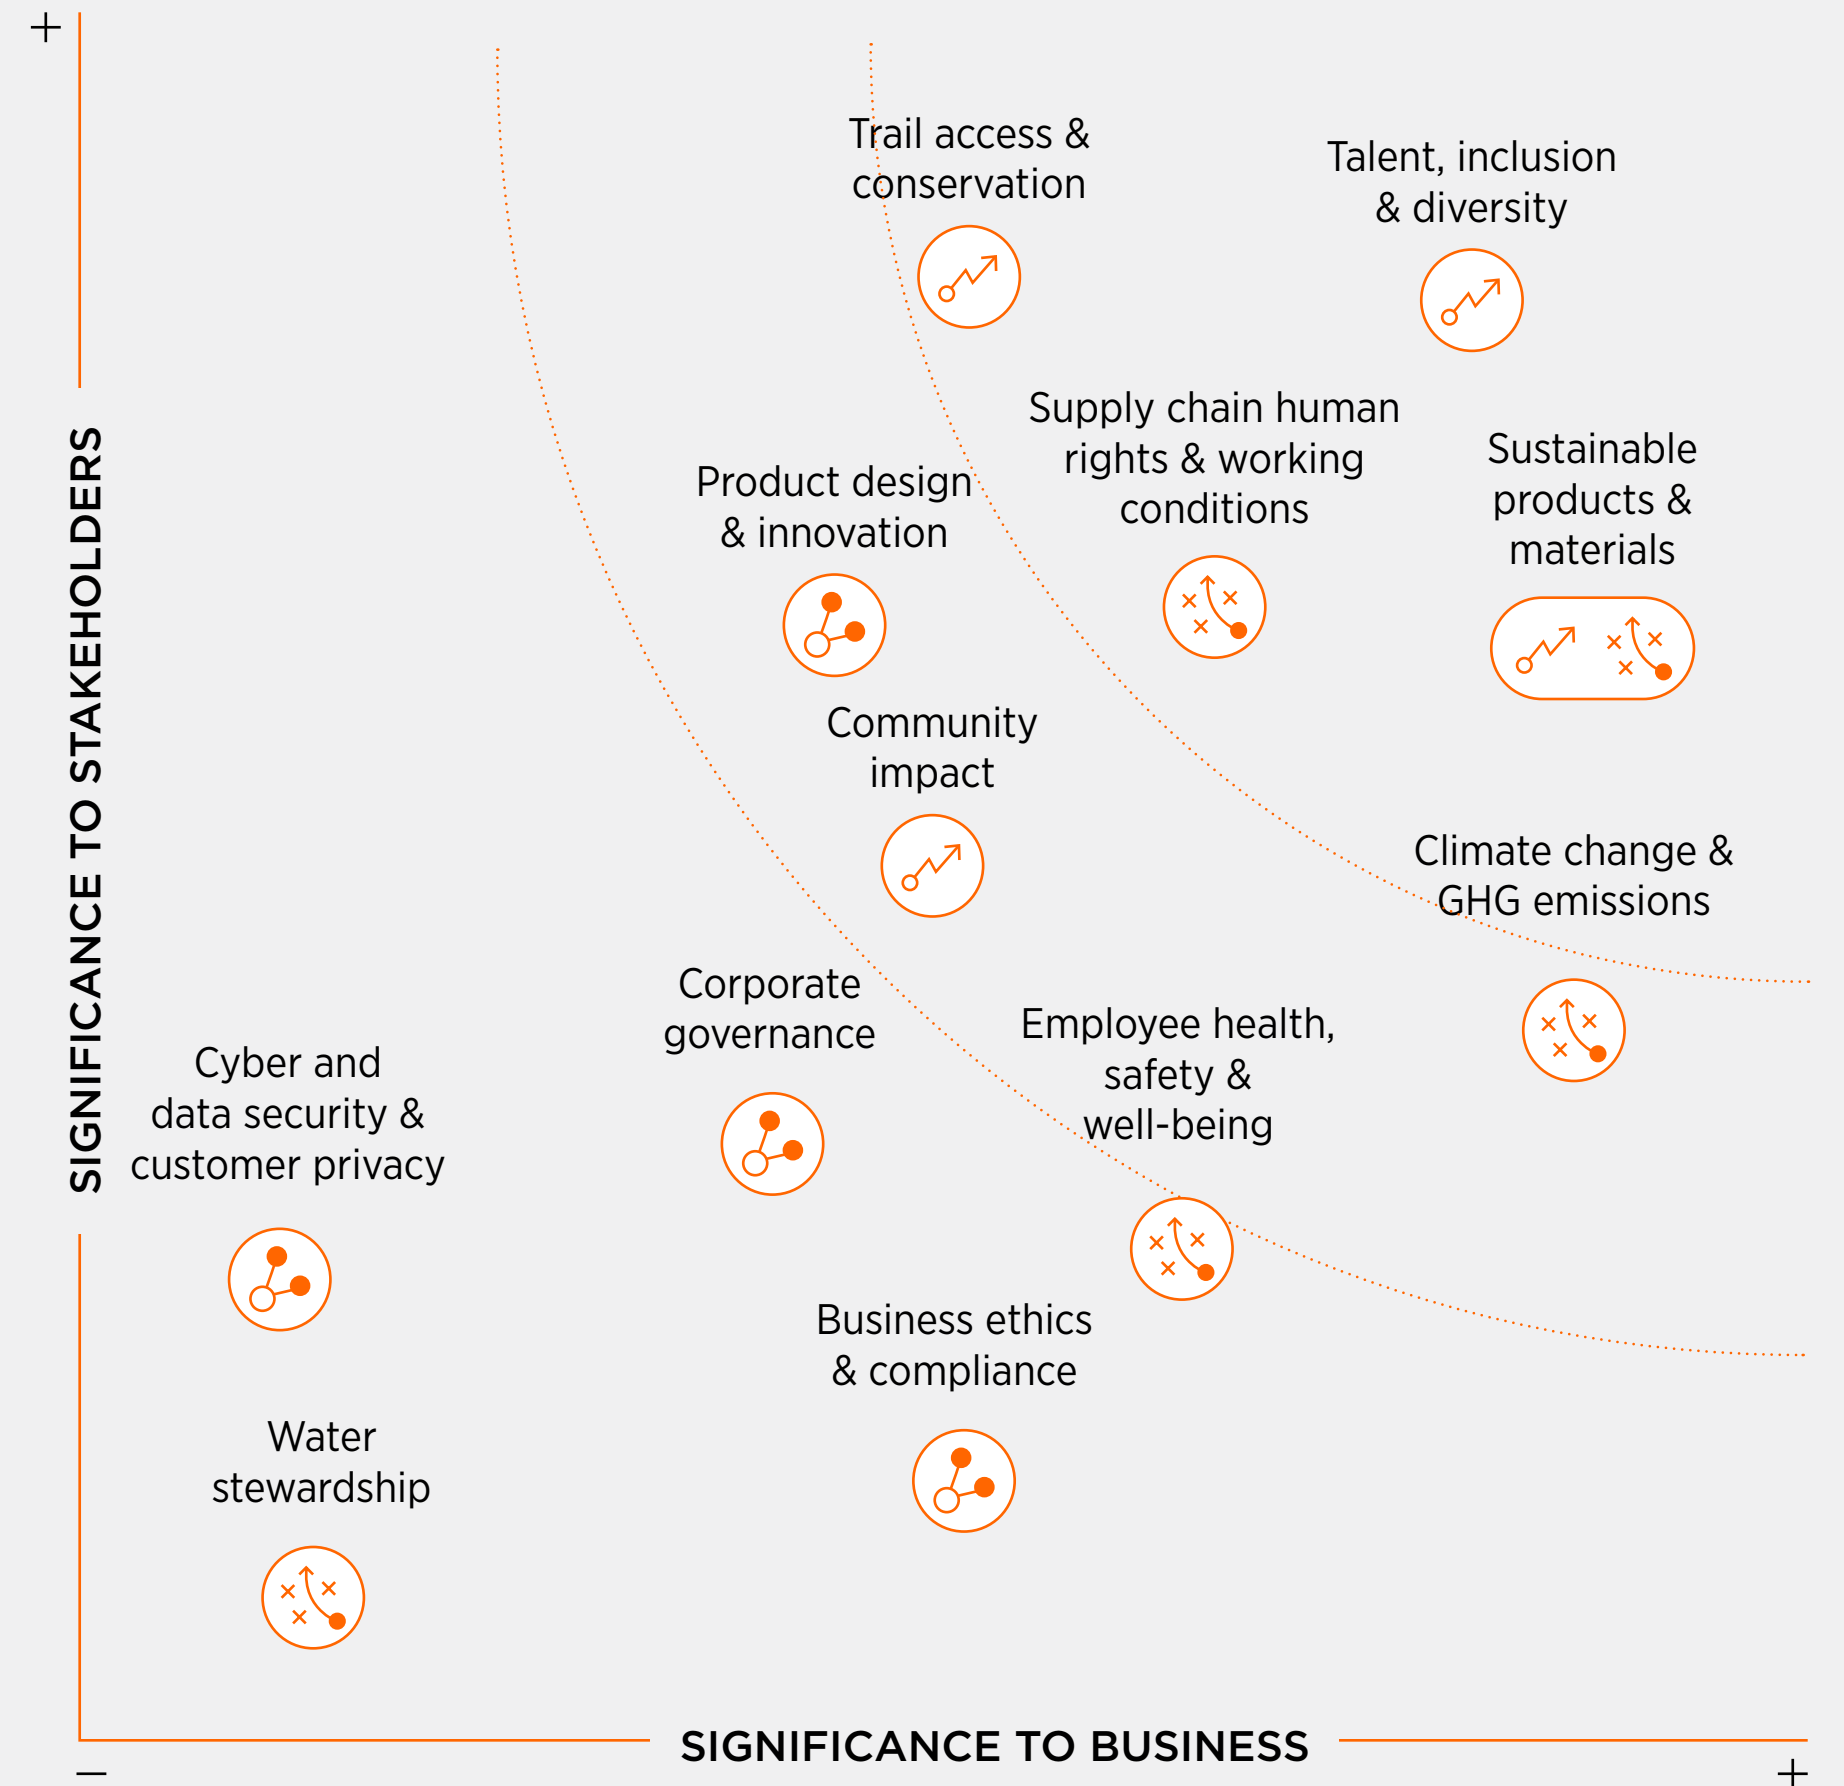 +
Trail access &
conservation
Talent, inclusion
& diversity
Supply chain human
rights & working
conditions
Sustainable
products &
materials
Product design
& innovation
Community
impact
Climate change &
GHG emissions
Corporate
governance
Employee health,
safety &
well-being
Cyber and
data security &
customer privacy
Business ethics
& compliance
Water
stewardship
SIGNIFICANCE TO STAKEHOLDERS
SIGNIFICANCE TO BUSINESS
—
+